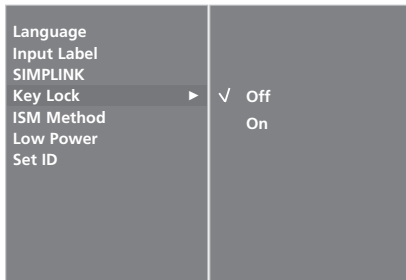 Language
Input Label
SIMPLINK
Key Lock ►
ISM Method
Low Power
Set ID
√ Off
On